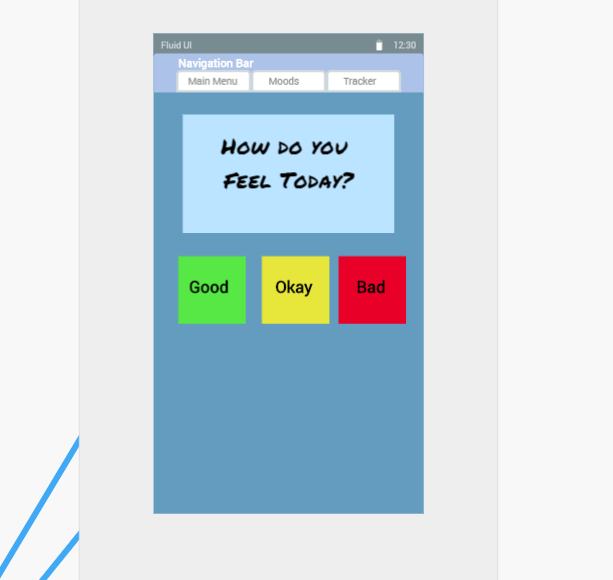 Fluid UI 12:30
Navigation Bar
Main Menu Moods Tracker
How do you
Feel Today?
Good Okay Bad